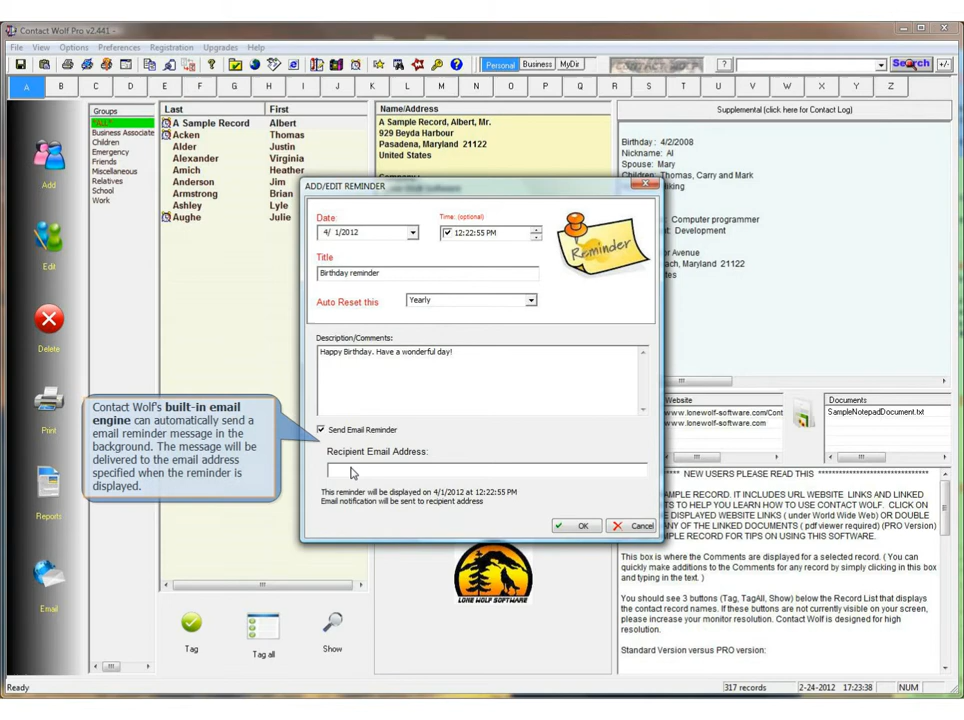 Contact Wolf Pro v2.441 -
File View Options Preferences Registration Upgrades Help
Personal Business MyDir
CONTACT WOLF
?
Search
+/-
A B C D E F G H I J K L M N O P Q R S T U V W X Y Z
Add
Edit
Delete
Print
Reports
Email
Groups
*ALL*
Business Associate
Children
Emergency
Friends
Miscellaneous
Relatives
School
Work
Last First
A Sample Record Albert
Acken Thomas
Alder Justin
Alexander Virginia
Amich Heather
Anderson Jim
Armstrong Brian
Ashley Lyle
Aughe Julie
Name/Address
A Sample Record, Albert, Mr.
929 Beyda Harbour
Pasadena, Maryland 21122
United States
Supplemental (click here for Contact Log)
Birthday : 4/2/2008
Nickname: Al
Spouse: Mary
Children: Thomas, Carry and Mark
Computer programmer
Development
Avenue
ach, Maryland 21122
ADD/EDIT REMINDER
Date:
4/ 1/2012
Time: (optional)
12:22:55 PM
Reminder
Title
Birthday reminder
Auto Reset this
Yearly
Description/Comments:
Happy Birthday. Have a wonderful day!
Send Email Reminder
Recipient Email Address:
This reminder will be displayed on 4/1/2012 at 12:22:55 PM
Email notification will be sent to recipient address
OK
Cancel
Contact Wolf's built-in email
engine can automatically send a
email reminder message in the
background. The message will be
delivered to the email address
specified when the reminder is
displayed.
Website
www.lonewolf-software.com/Cont
www.lonewolf-software.com
Documents
SampleNotepadDocument.txt
NEW USERS PLEASE READ THIS
AMPLE RECORD. IT INCLUDES URL WEBSITE LINKS AND LINKED
TS TO HELP YOU LEARN HOW TO USE CONTACT WOLF. CLICK ON
E DISPLAYED WEBSITE LINKS ( under World Wide Web) OR DOUBLE
ANY OF THE LINKED DOCUMENTS ( pdf viewer required) (PRO Version)
MPLE RECORD FOR TIPS ON USING THIS SOFTWARE.
This box is where the Comments are displayed for a selected record. ( You can
quickly make additions to the Comments for any record by simply clicking in this box
and typing in the text. )
You should see 3 buttons (Tag, TagAll, Show) below the Record List that displays
the contact record names. If these buttons are not currently visible on your screen,
please increase your monitor resolution. Contact Wolf is designed for high
resolution.
Standard Version versus PRO version:
LONE WOLF SOFTWARE
Tag
Tag all
Show
Ready
317 records 2-24-2012 17:23:38 NUM